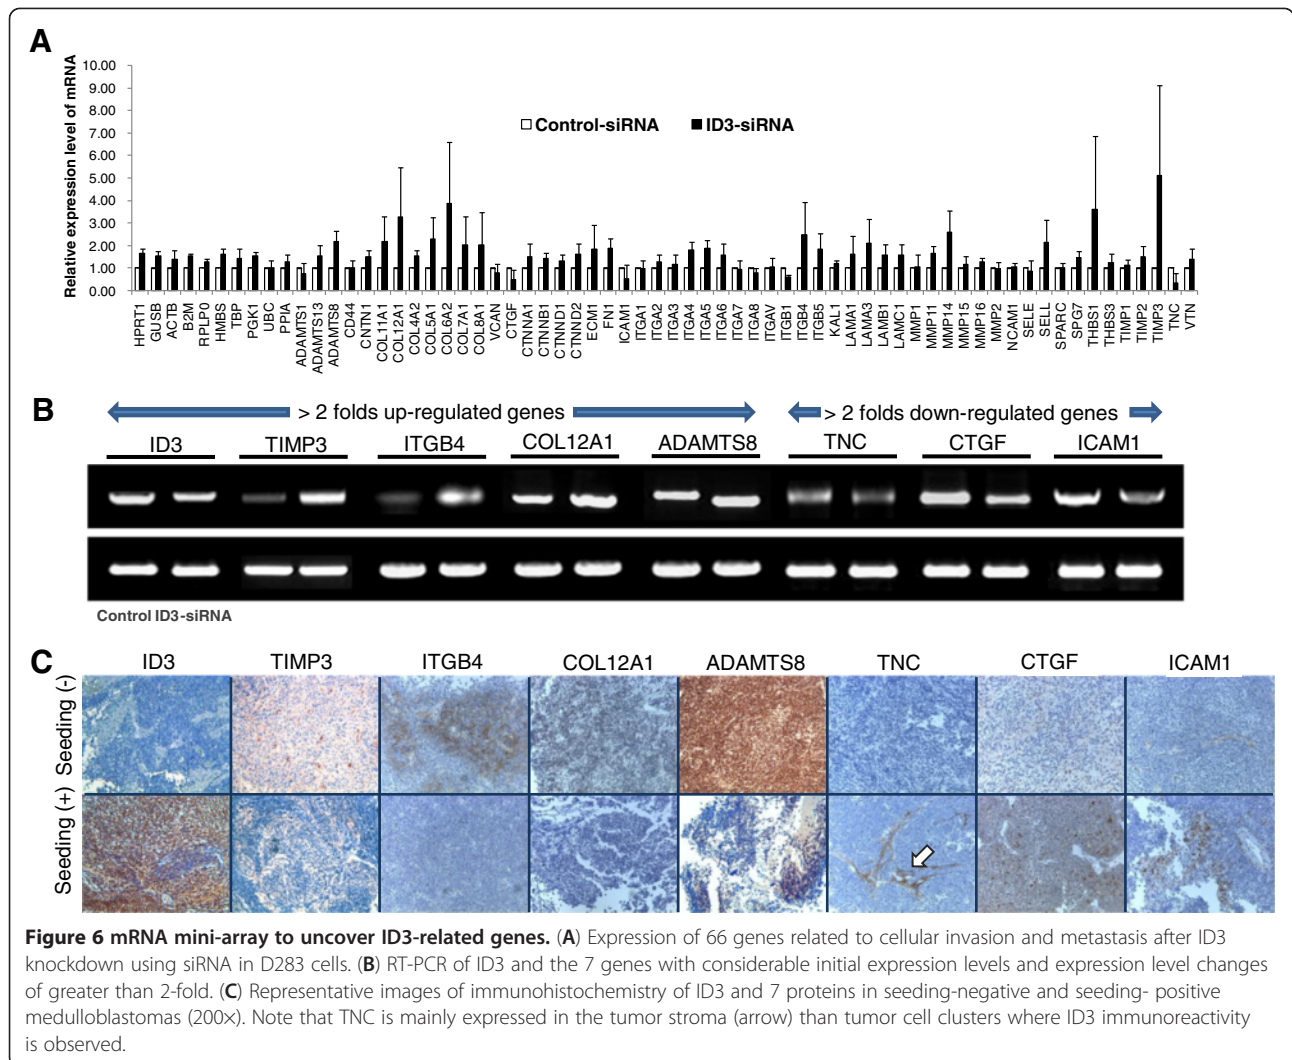 A
Relative expression level of mRNA
10.00
9.00
8.00
7.00
6.00
5.00
4.00
3.00
2.00
1.00
0.00
Control-siRNA ID3-siRNA
HPRT1 GUSB ACTB B2M RPLP0 HMBS TBP PGK1 UBC PPIA ADAMTS1 ADAMTS13 ADAMTS8 CD44 CNTN1 COL11A1 COL12A1 COL4A2 COL5A1 COL6A2 COL7A1 COL8A1 VCAN CTGF CTNNA1 CTNNB1 CTNND1 CTNND2 ECM1 FN1 ICAM1 ITGA1 ITGA2 ITGA3 ITGA4 ITGA5 ITGA6 ITGA7 ITGA8 ITGAV ITGB1 ITGB4 ITGB5 KAL1 LAMA1 LAMA3 LAMB1 LAMC1 MMP1 MMP11 MMP14 MMP15 MMP16 MMP2 NCAM1 SELE SELL SPARC SPG7 THBS1 THBS3 TIMP1 TIMP2 TIMP3 TNC VTN
B
> 2 folds up-regulated genes > 2 folds down-regulated genes
ID3 TIMP3 ITGB4 COL12A1 ADAMTS8 TNC CTGF ICAM1
Control ID3-siRNA
C
ID3 TIMP3 ITGB4 COL12A1 ADAMTS8 TNC CTGF ICAM1
Seeding (-)
Seeding (+)
Figure 6 mRNA mini-array to uncover ID3-related genes. (A) Expression of 66 genes related to cellular invasion and metastasis after ID3
knockdown using siRNA in D283 cells. (B) RT-PCR of ID3 and the 7 genes with considerable initial expression levels and expression level changes
of greater than 2-fold. (C) Representative images of immunohistochemistry of ID3 and 7 proteins in seeding-negative and seeding- positive
medulloblastomas (200×). Note that TNC is mainly expressed in the tumor stroma (arrow) than tumor cell clusters where ID3 immunoreactivity
is observed.